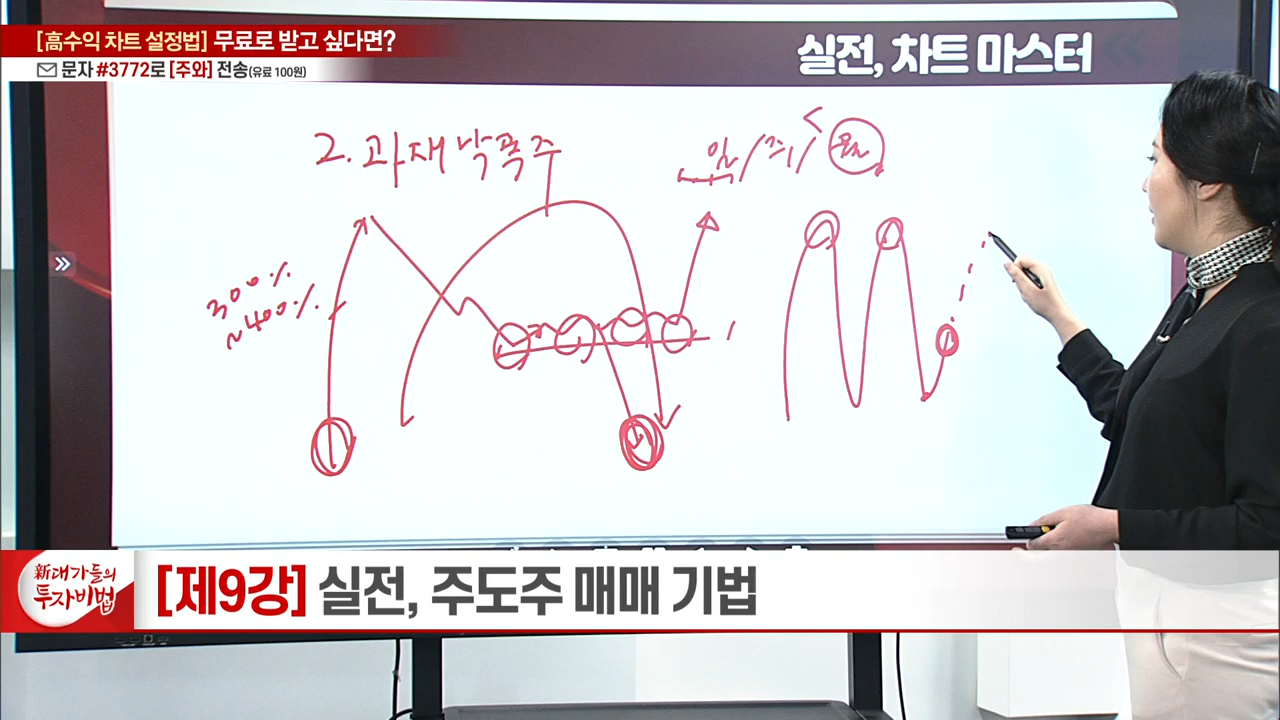 [高수익 차트 설정법] 무료로 받고 싶다면?
문자 #3772로 [주와] 전송(유료 100원)
실전, 차트 마스터
2. 과재낙폭주
일/주/월
300%
~400%
新대가들의
투자비법
[제9강] 실전, 주도주 매매 기법